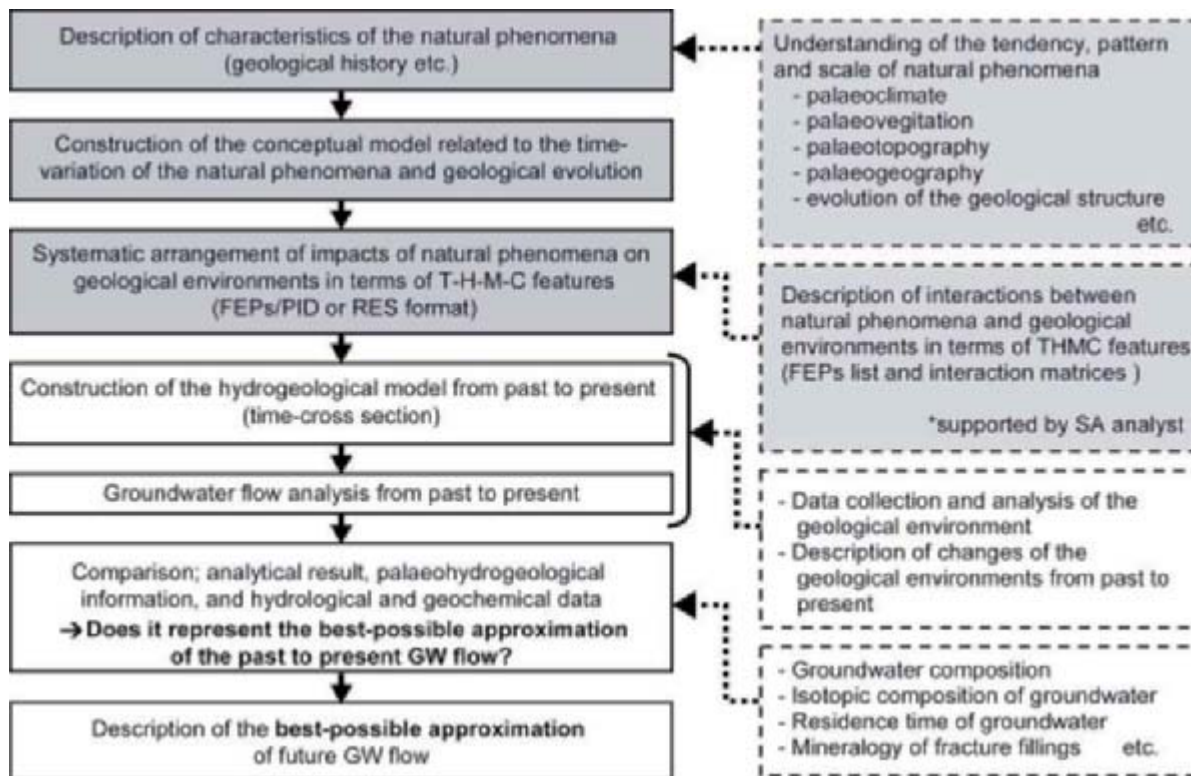 Description of characteristics of the natural phenomena
(geological history etc.)
Construction of the conceptual model related to the time-
variation of the natural phenomena and geological evolution
Systematic arrangement of impacts of natural phenomena on
geological environments in terms of T-H-M-C features
(FEPs/PID or RES format)
Construction of the hydrogeological model from past to present
(time-cross section)
Groundwater flow analysis from past to present
Comparison; analytical result, palaeohydrogeological
information, and hydrological and geochemical data
→ Does it represent the best-possible approximation
of the past to present GW flow?
Description of the best-possible approximation
of future GW flow
Understanding of the tendency, pattern
and scale of natural phenomena
- palaeoclimate
- palaeovegitation
- palaeotopography
- palaeogeography
- evolution of the geological structure
etc.
Description of interactions between
natural phenomena and geological
environments in terms of THMC features
(FEPs list and interaction matrices )
*supported by SA analyst
- Data collection and analysis of the
geological environment
- Description of changes of the
geological environments from past to
present
- Groundwater composition
- Isotopic composition of groundwater
- Residence time of groundwater
- Mineralogy of fracture fillings etc.